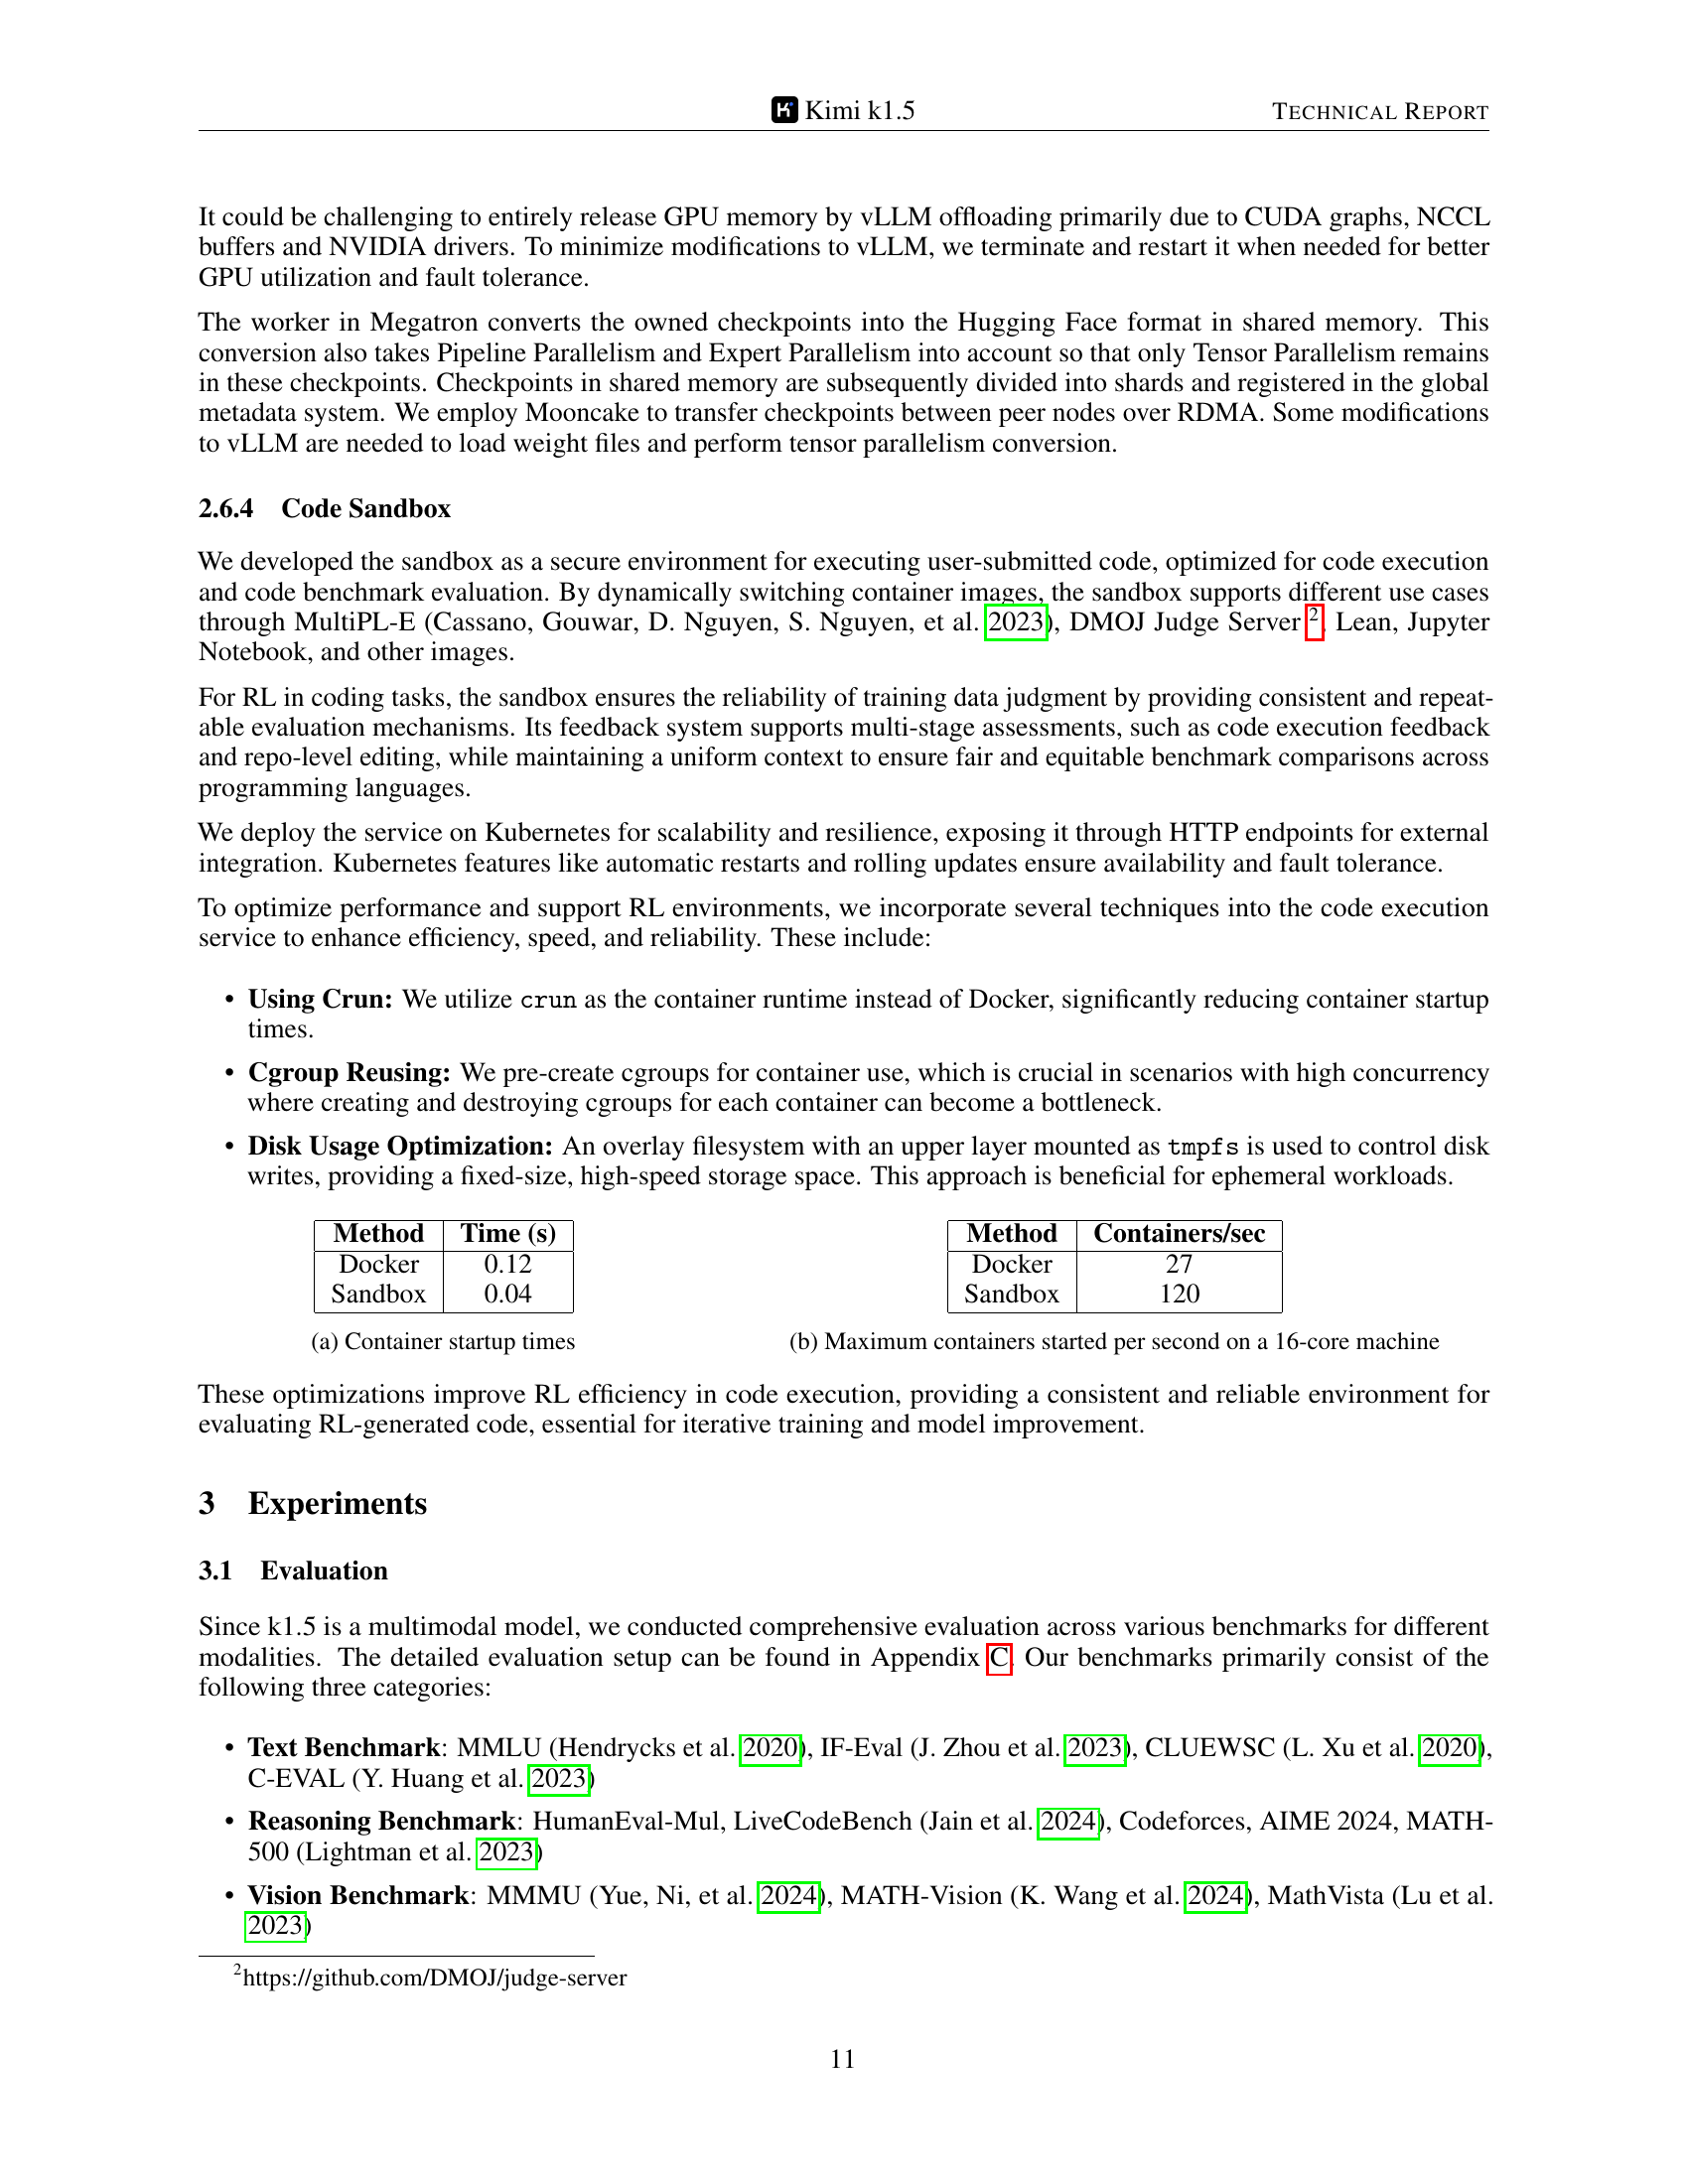 Kimi k1.5 TECHNICAL REPORT
It could be challenging to entirely release GPU memory by vLLM offloading primarily due to CUDA graphs, NCCL
buffers and NVIDIA drivers. To minimize modifications to vLLM, we terminate and restart it when needed for better
GPU utilization and fault tolerance.
The worker in Megatron converts the owned checkpoints into the Hugging Face format in shared memory. This
conversion also takes Pipeline Parallelism and Expert Parallelism into account so that only Tensor Parallelism remains
in these checkpoints. Checkpoints in shared memory are subsequently divided into shards and registered in the global
metadata system. We employ Mooncake to transfer checkpoints between peer nodes over RDMA. Some modifications
to vLLM are needed to load weight files and perform tensor parallelism conversion.
2.6.4 Code Sandbox
We developed the sandbox as a secure environment for executing user-submitted code, optimized for code execution
and code benchmark evaluation. By dynamically switching container images, the sandbox supports different use cases
through MultiPL-E (Cassano, Gouwar, D. Nguyen, S. Nguyen, et al. 2023), DMOJ Judge Server 2, Lean, Jupyter
Notebook, and other images.
For RL in coding tasks, the sandbox ensures the reliability of training data judgment by providing consistent and repeat-
able evaluation mechanisms. Its feedback system supports multi-stage assessments, such as code execution feedback
and repo-level editing, while maintaining a uniform context to ensure fair and equitable benchmark comparisons across
programming languages.
We deploy the service on Kubernetes for scalability and resilience, exposing it through HTTP endpoints for external
integration. Kubernetes features like automatic restarts and rolling updates ensure availability and fault tolerance.
To optimize performance and support RL environments, we incorporate several techniques into the code execution
service to enhance efficiency, speed, and reliability. These include:
• Using Crun: We utilize crun as the container runtime instead of Docker, significantly reducing container startup
times.
• Cgroup Reusing: We pre-create cgroups for container use, which is crucial in scenarios with high concurrency
where creating and destroying cgroups for each container can become a bottleneck.
• Disk Usage Optimization: An overlay filesystem with an upper layer mounted as tmpfs is used to control disk
writes, providing a fixed-size, high-speed storage space. This approach is beneficial for ephemeral workloads.
Method Time (s)
Docker 0.12
Sandbox 0.04
(a) Container startup times
Method Containers/sec
Docker 27
Sandbox 120
(b) Maximum containers started per second on a 16-core machine
These optimizations improve RL efficiency in code execution, providing a consistent and reliable environment for
evaluating RL-generated code, essential for iterative training and model improvement.
3 Experiments
3.1 Evaluation
Since k1.5 is a multimodal model, we conducted comprehensive evaluation across various benchmarks for different
modalities. The detailed evaluation setup can be found in Appendix C. Our benchmarks primarily consist of the
following three categories:
• Text Benchmark: MMLU (Hendrycks et al. 2020), IF-Eval (J. Zhou et al. 2023), CLUEWSC (L. Xu et al. 2020),
C-EVAL (Y. Huang et al. 2023)
• Reasoning Benchmark: HumanEval-Mul, LiveCodeBench (Jain et al. 2024), Codeforces, AIME 2024, MATH-
500 (Lightman et al. 2023)
• Vision Benchmark: MMMU (Yue, Ni, et al. 2024), MATH-Vision (K. Wang et al. 2024), MathVista (Lu et al.
2023)
2https://github.com/DMOJ/judge-server
11